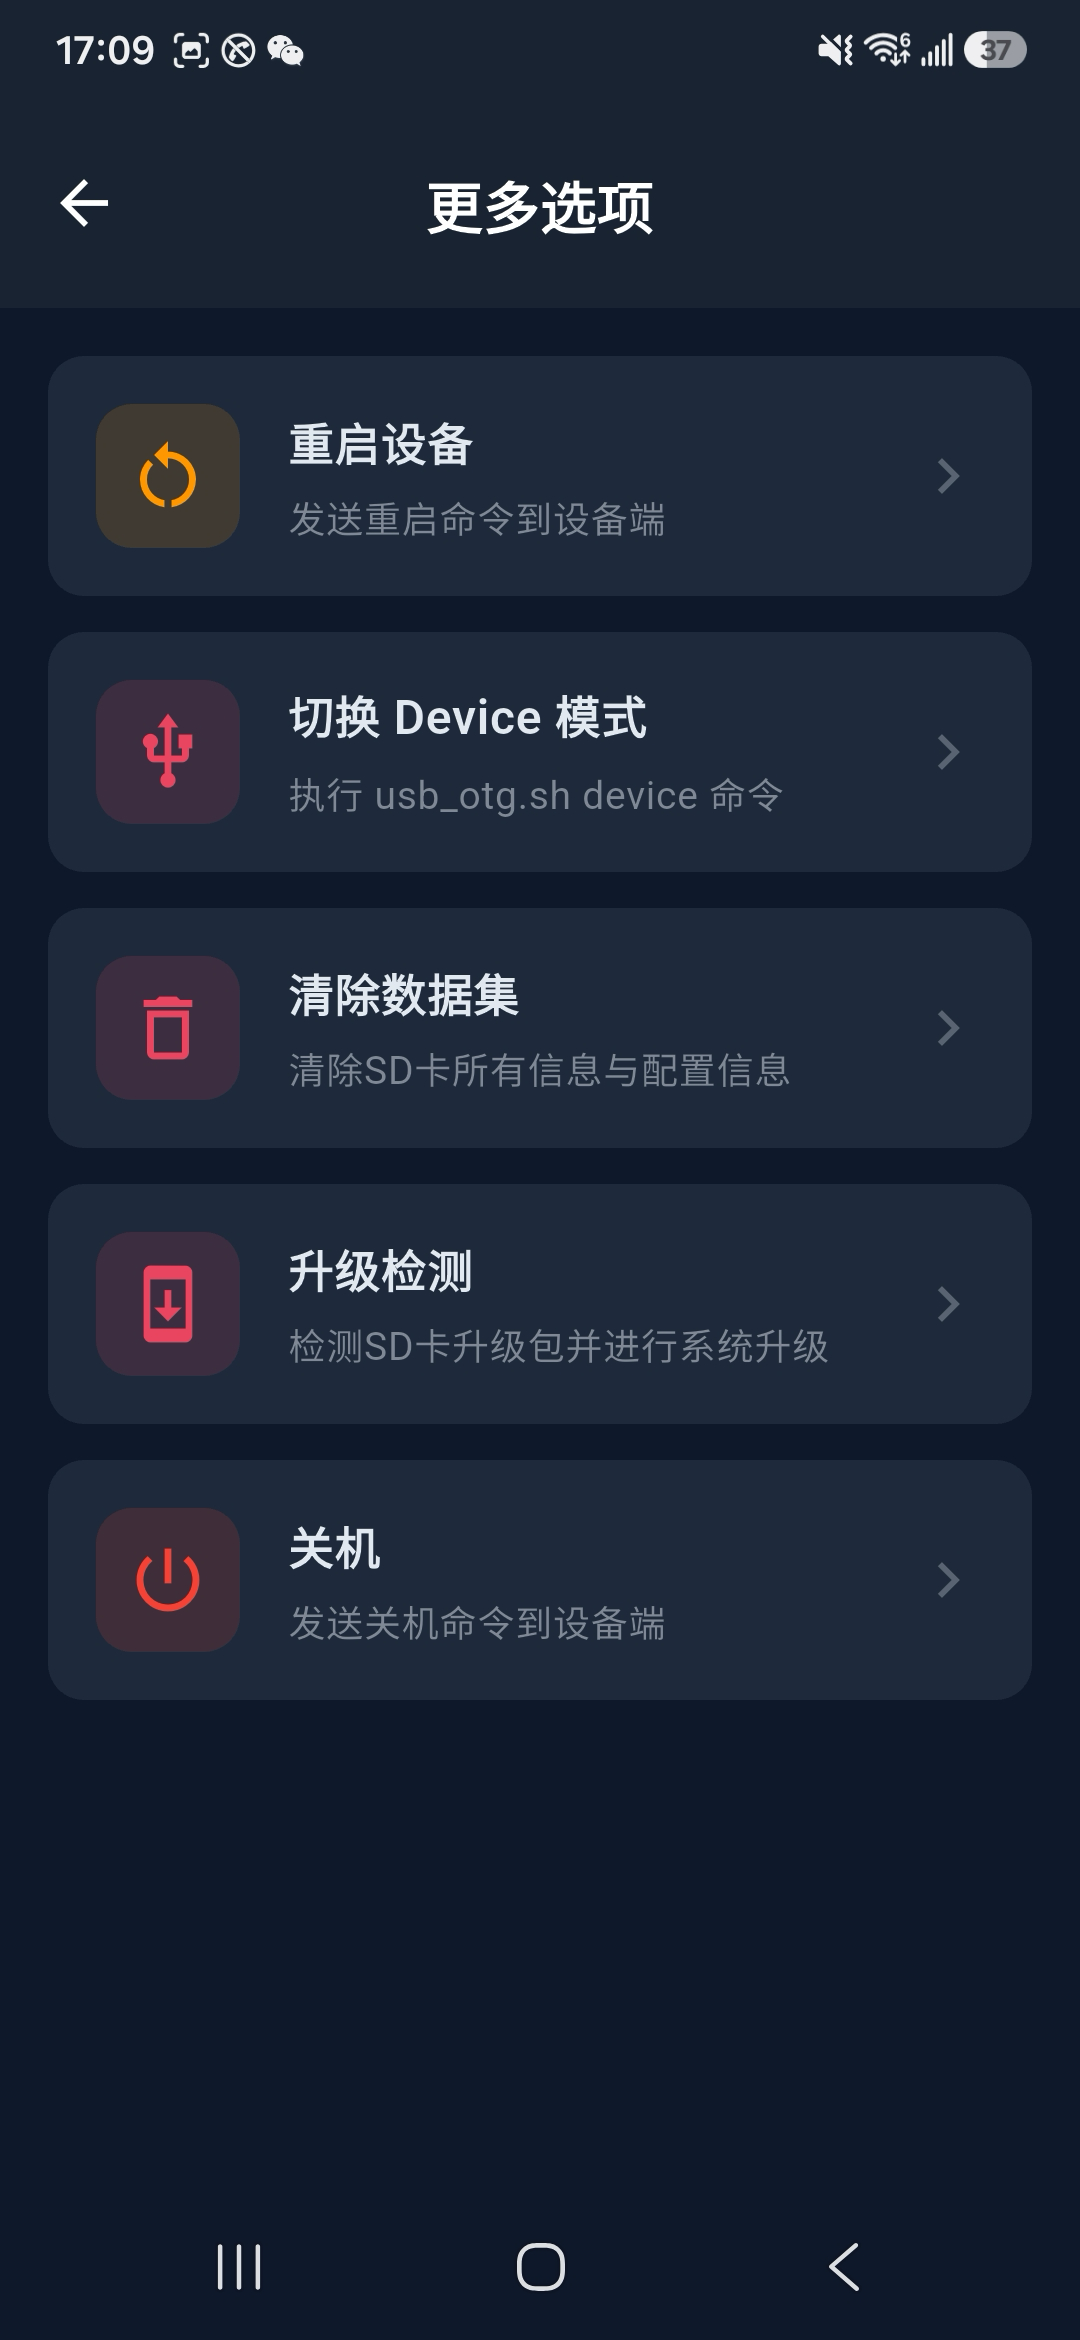 17:09
6
37
更多选项
重启设备
发送重启命令到设备端
切换 Device 模式
执行 usb_otg.sh device 命令
清除数据集
清除SD卡所有信息与配置信息
升级检测
检测SD卡升级包并进行系统升级
关机
发送关机命令到设备端